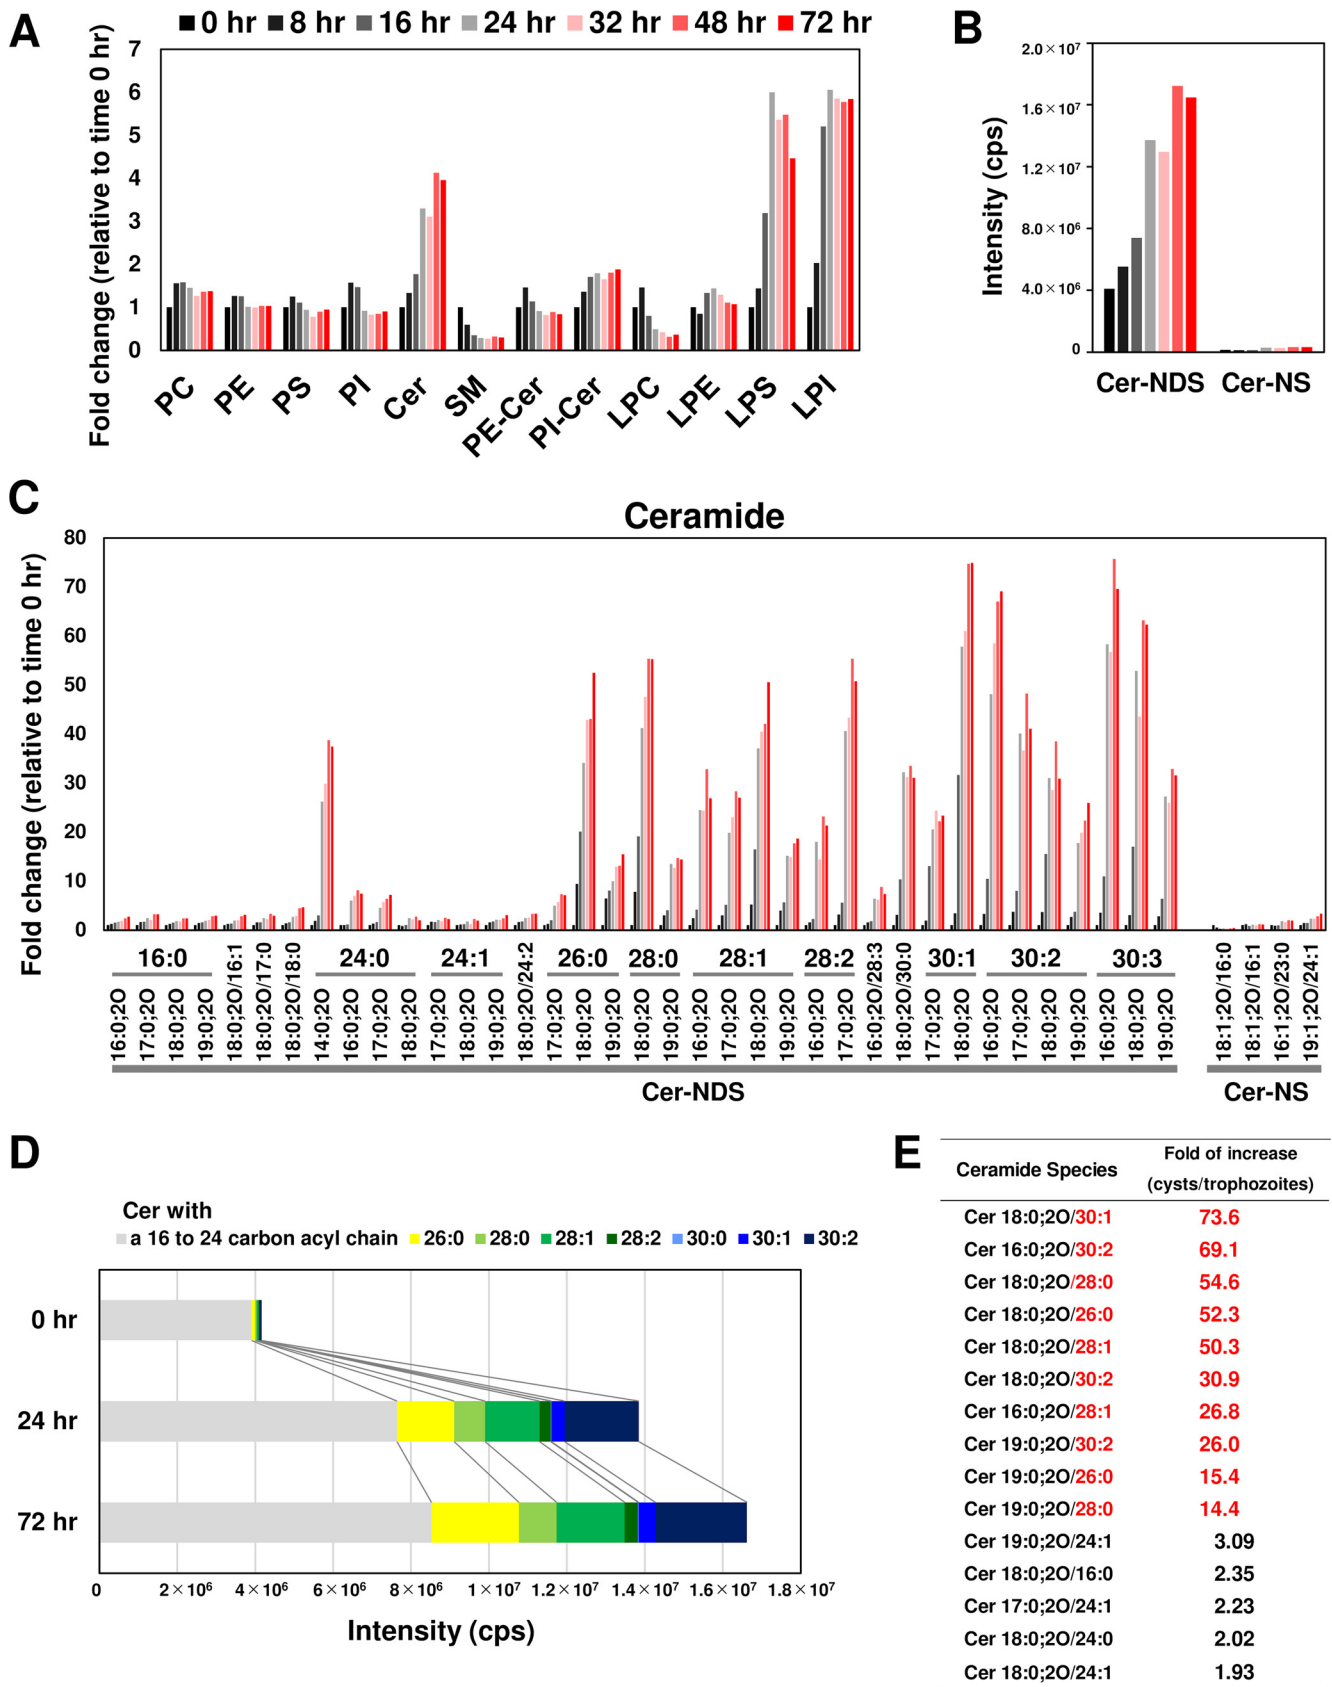 A
0 hr 8 hr 16 hr 24 hr 32 hr 48 hr 72 hr
Fold change (relative to time 0 hr)
7
6
5
4
3
2
1
0
PC PE PS PI Cer SM PE-Cer PI-Cer LPC LPE LPS LPI
B
Intensity (cps)
2.0×10⁷
1.6×10⁷
1.2×10⁷
8.0×10⁶
4.0×10⁶
0
Cer-NDS Cer-NS
C
Ceramide
Fold change (relative to time 0 hr)
80
70
60
50
40
30
20
10
0
16:0 18:0;2O/16:1 18:0;2O/17:0 18:0;2O/18:0 24:0 24:1 18:0;2O/24:2 26:0 28:0 28:1 28:2 16:0;2O/28:3 18:0;2O/30:0 30:1 30:2 30:3 18:1;2O/16:0 18:1;2O/16:1 16:1;2O/23:0 19:1;2O/24:1
16:0;2O 17:0;2O 18:0;2O 19:0;2O 14:0;2O 16:0;2O 17:0;2O 18:0;2O 17:0;2O 18:0;2O 19:0;2O 17:0;2O 18:0;2O 19:0;2O 18:0;2O 19:0;2O 16:0;2O 17:0;2O 18:0;2O 19:0;2O 16:0;2O 17:0;2O 17:0;2O 18:0;2O 16:0;2O 17:0;2O 18:0;2O 19:0;2O 16:0;2O 18:0;2O 19:0;2O
Cer-NDS Cer-NS
D
Cer with
a 16 to 24 carbon acyl chain 26:0 28:0 28:1 28:2 30:0 30:1 30:2
0 hr
24 hr
72 hr
0 2×10⁶ 4×10⁶ 6×10⁶ 8×10⁶ 1×10⁷ 1.2×10⁷ 1.4×10⁷ 1.6×10⁷ 1.8×10⁷
Intensity (cps)
E
Ceramide Species Fold of increase
(cysts/trophozoites)
Cer 18:0;2O/30:1 73.6
Cer 16:0;2O/30:2 69.1
Cer 18:0;2O/28:0 54.6
Cer 18:0;2O/26:0 52.3
Cer 18:0;2O/28:1 50.3
Cer 18:0;2O/30:2 30.9
Cer 16:0;2O/28:1 26.8
Cer 19:0;2O/30:2 26.0
Cer 19:0;2O/26:0 15.4
Cer 19:0;2O/28:0 14.4
Cer 19:0;2O/24:1 3.09
Cer 18:0;2O/16:0 2.35
Cer 17:0;2O/24:1 2.23
Cer 18:0;2O/24:0 2.02
Cer 18:0;2O/24:1 1.93